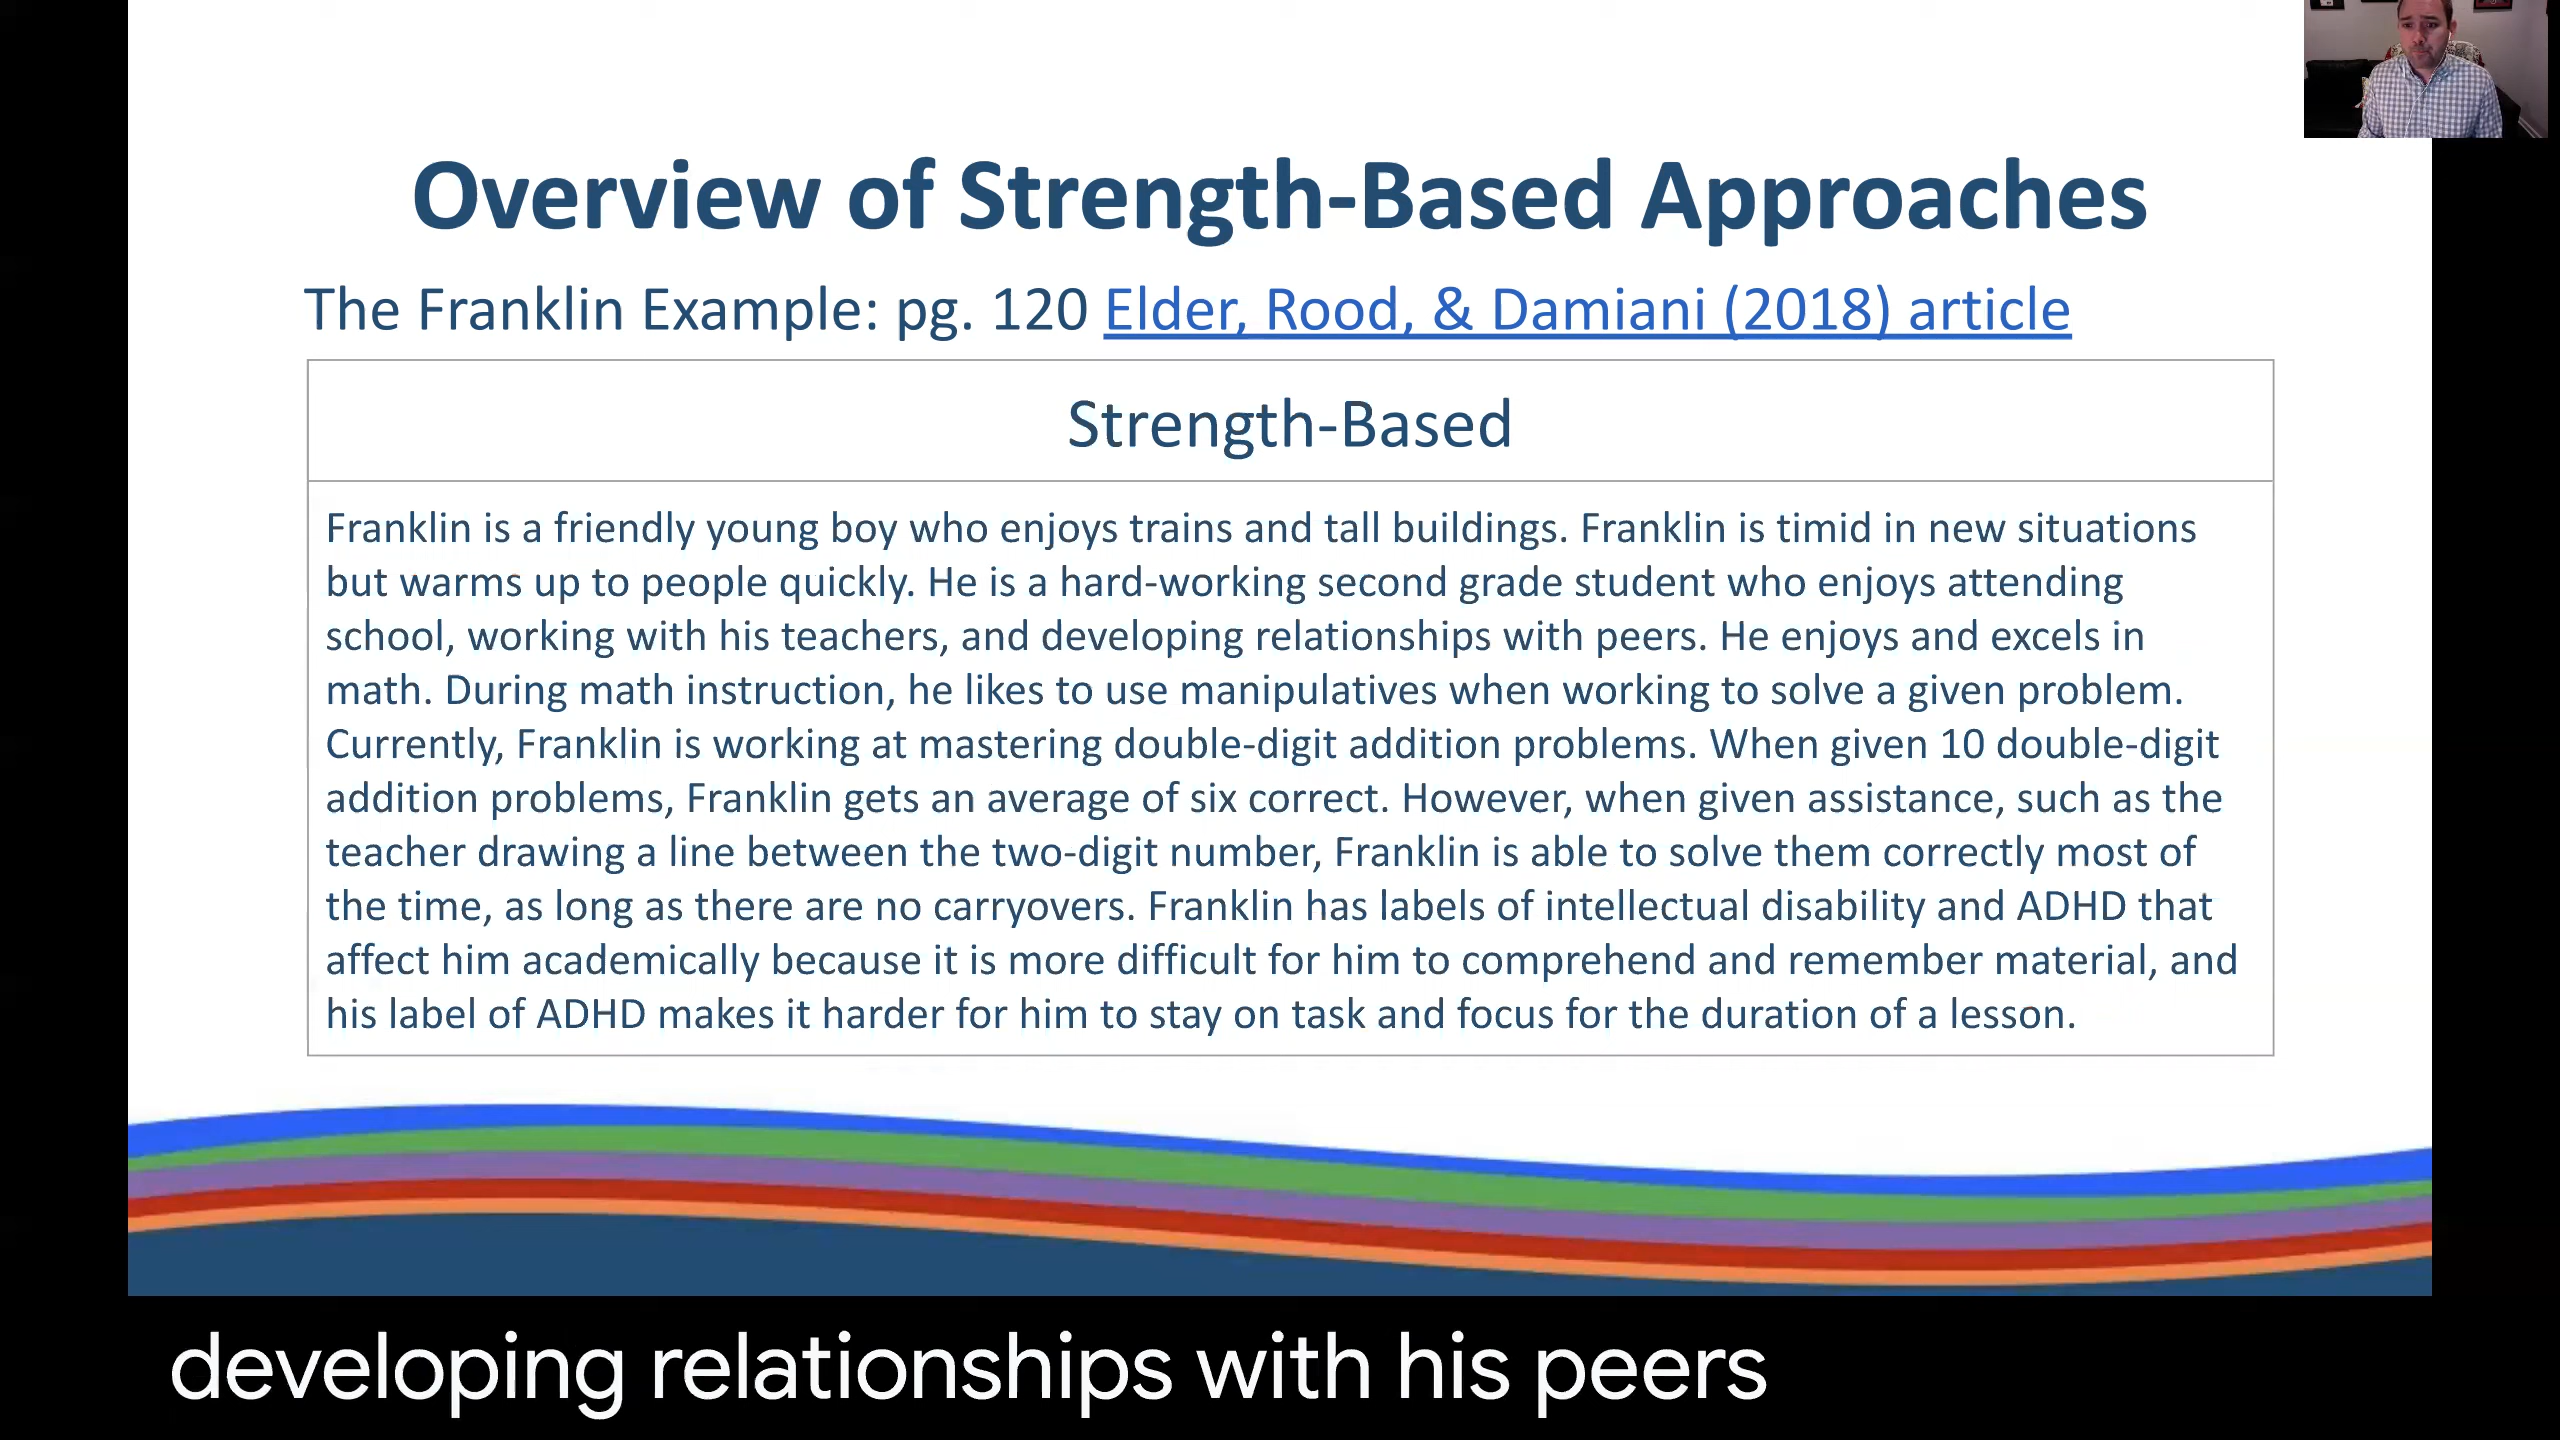 Overview of Strength-Based Approaches
The Franklin Example: pg. 120 Elder, Rood, & Damiani (2018) article
Strength-Based
Franklin is a friendly young boy who enjoys trains and tall buildings. Franklin is timid in new situations
but warms up to people quickly. He is a hard-working second grade student who enjoys attending
school, working with his teachers, and developing relationships with peers. He enjoys and excels in
math. During math instruction, he likes to use manipulatives when working to solve a given problem.
Currently, Franklin is working at mastering double-digit addition problems. When given 10 double-digit
addition problems, Franklin gets an average of six correct. However, when given assistance, such as the
teacher drawing a line between the two-digit number, Franklin is able to solve them correctly most of
the time, as long as there are no carryovers. Franklin has labels of intellectual disability and ADHD that
affect him academically because it is more difficult for him to comprehend and remember material, and
his label of ADHD makes it harder for him to stay on task and focus for the duration of a lesson.
developing relationships with his peers